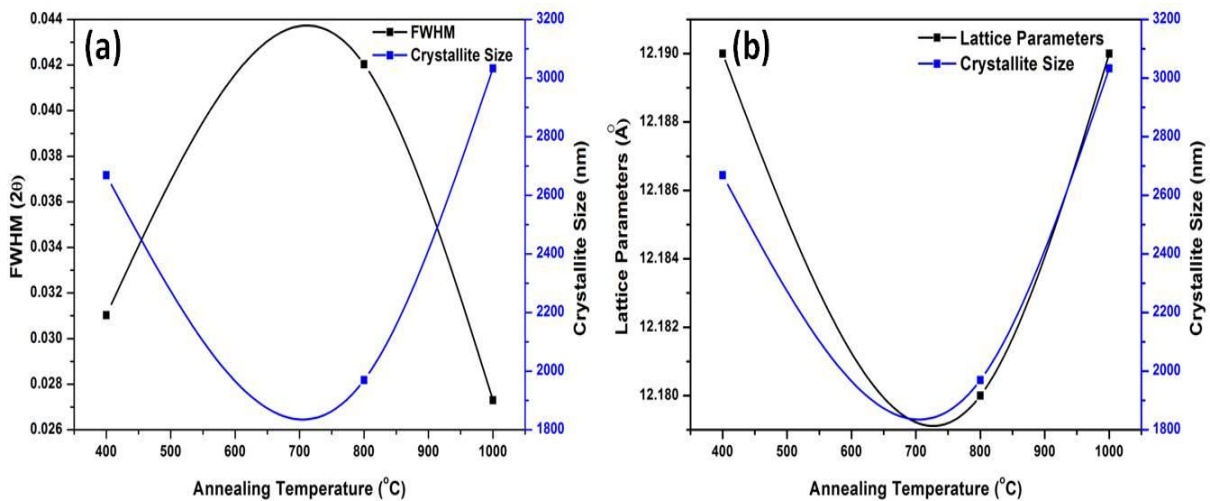 (a)
FWHM
Crystallite Size
0.044
0.042
0.040
0.038
0.036
0.034
0.032
0.030
0.028
0.026
FWHM (2θ)
3200
3000
2800
2600
2400
2200
2000
1800
Crystallite Size (nm)
400 500 600 700 800 900 1000
Annealing Temperature (°C)
(b)
Lattice Parameters
Crystallite Size
12.190
12.188
12.186
12.184
12.182
12.180
Lattice Parameters (Å)
3200
3000
2800
2600
2400
2200
2000
1800
Crystallite Size (nm)
400 500 600 700 800 900 1000
Annealing Temperature (°C)